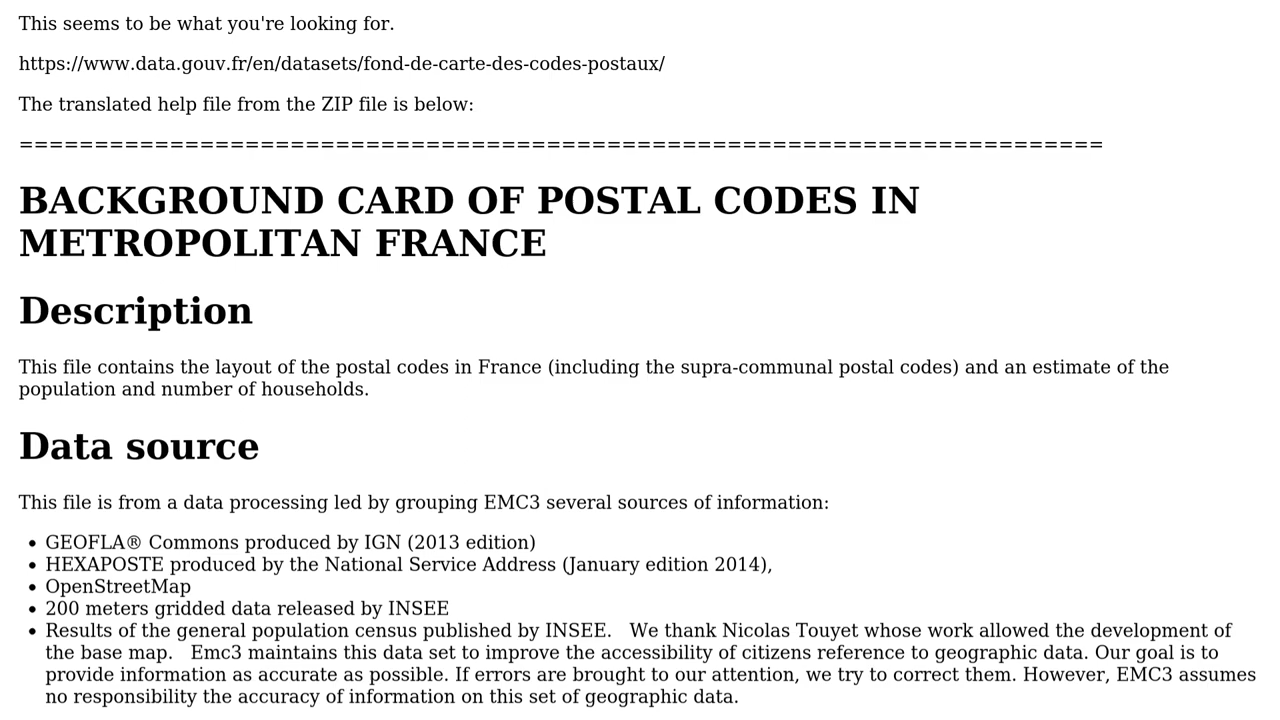 This seems to be what you're looking for.
https://www.data.gouv.fr/en/datasets/fond-de-carte-des-codes-postaux/
The translated help file from the ZIP file is below:
========================================================================
BACKGROUND CARD OF POSTAL CODES IN
METROPOLITAN FRANCE
Description
This file contains the layout of the postal codes in France (including the supra-communal postal codes) and an estimate of the
population and number of households.
Data source
This file is from a data processing led by grouping EMC3 several sources of information:
• GEOFLA® Commons produced by IGN (2013 edition)
• HEXAPOSTE produced by the National Service Address (January edition 2014),
• OpenStreetMap
• 200 meters gridded data released by INSEE
• Results of the general population census published by INSEE.   We thank Nicolas Touyet whose work allowed the development of
the base map.   Emc3 maintains this data set to improve the accessibility of citizens reference to geographic data. Our goal is to
provide information as accurate as possible. If errors are brought to our attention, we try to correct them. However, EMC3 assumes
no responsibility the accuracy of information on this set of geographic data.